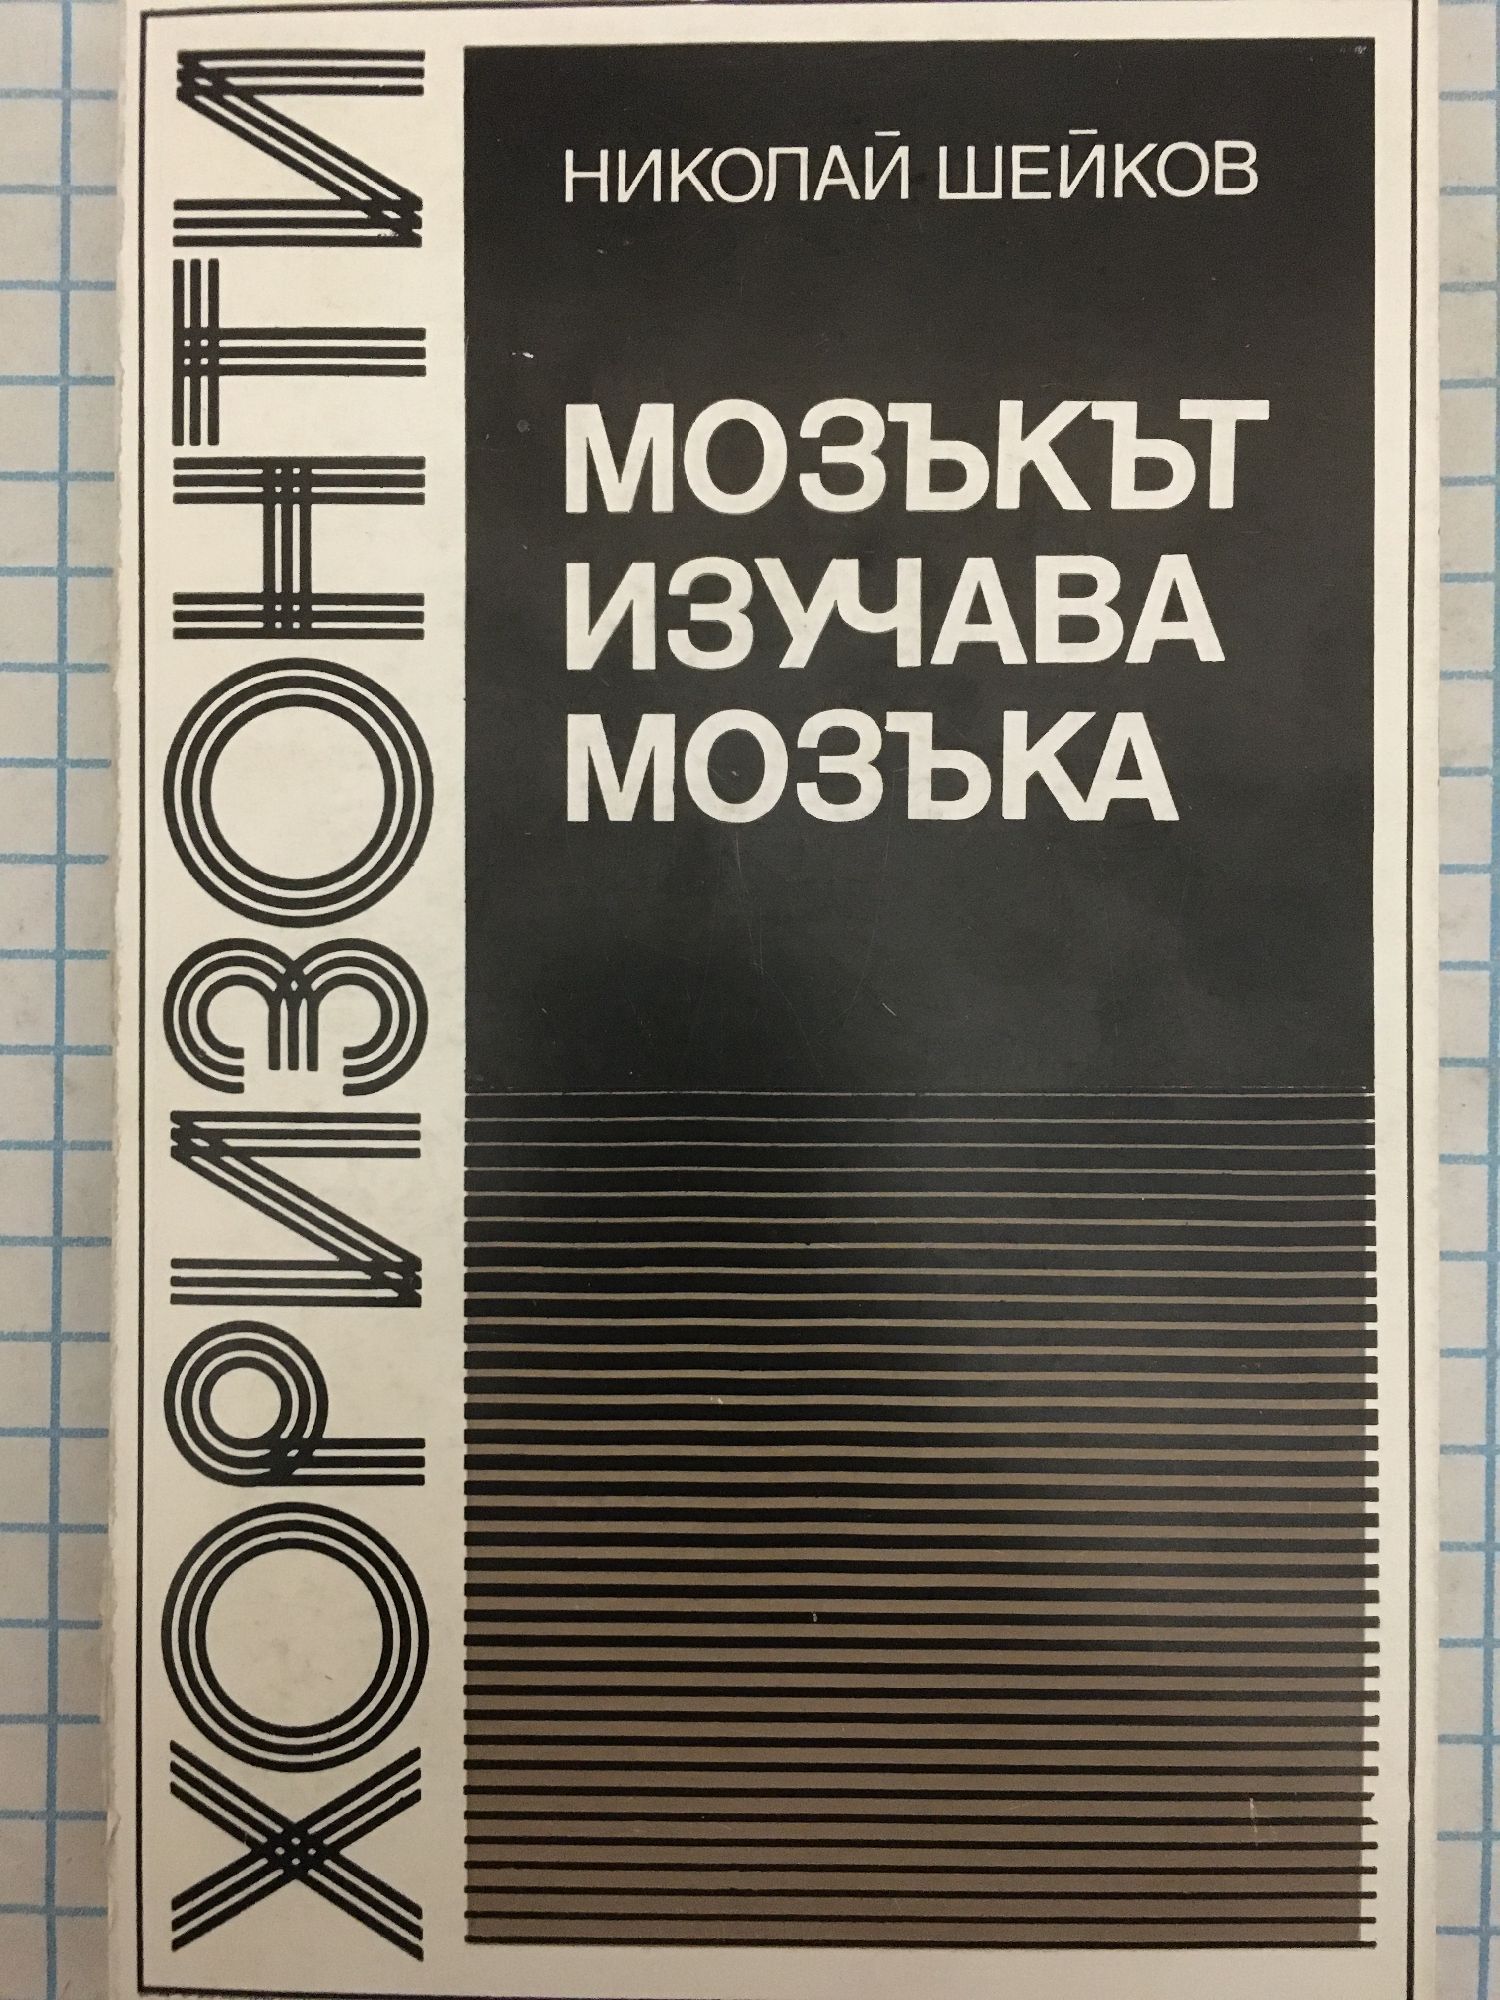 ХОРИЗОНТИ
НИКОЛАЙ ШЕЙКОВ
МОЗЪКЪТ
ИЗУЧАВА
МОЗЪКА